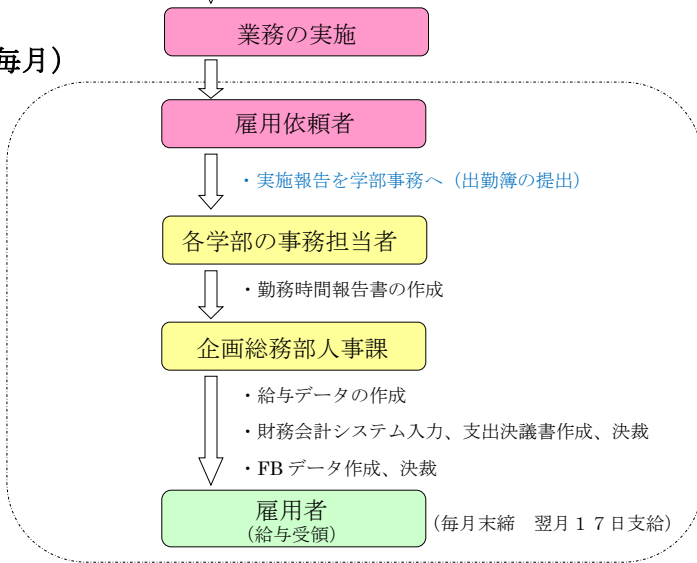 業務の実施
毎月)
雇用依頼者
・実施報告を学部事務へ（出勤簿の提出）
各学部の事務担当者
・勤務時間報告書の作成
企画総務部人事課
・給与データの作成
・財務会計システム入力、支出決議書作成、決裁
・FB データ作成、決裁
雇用者
(給与受領)
（毎月末締　翌月１７日支給）